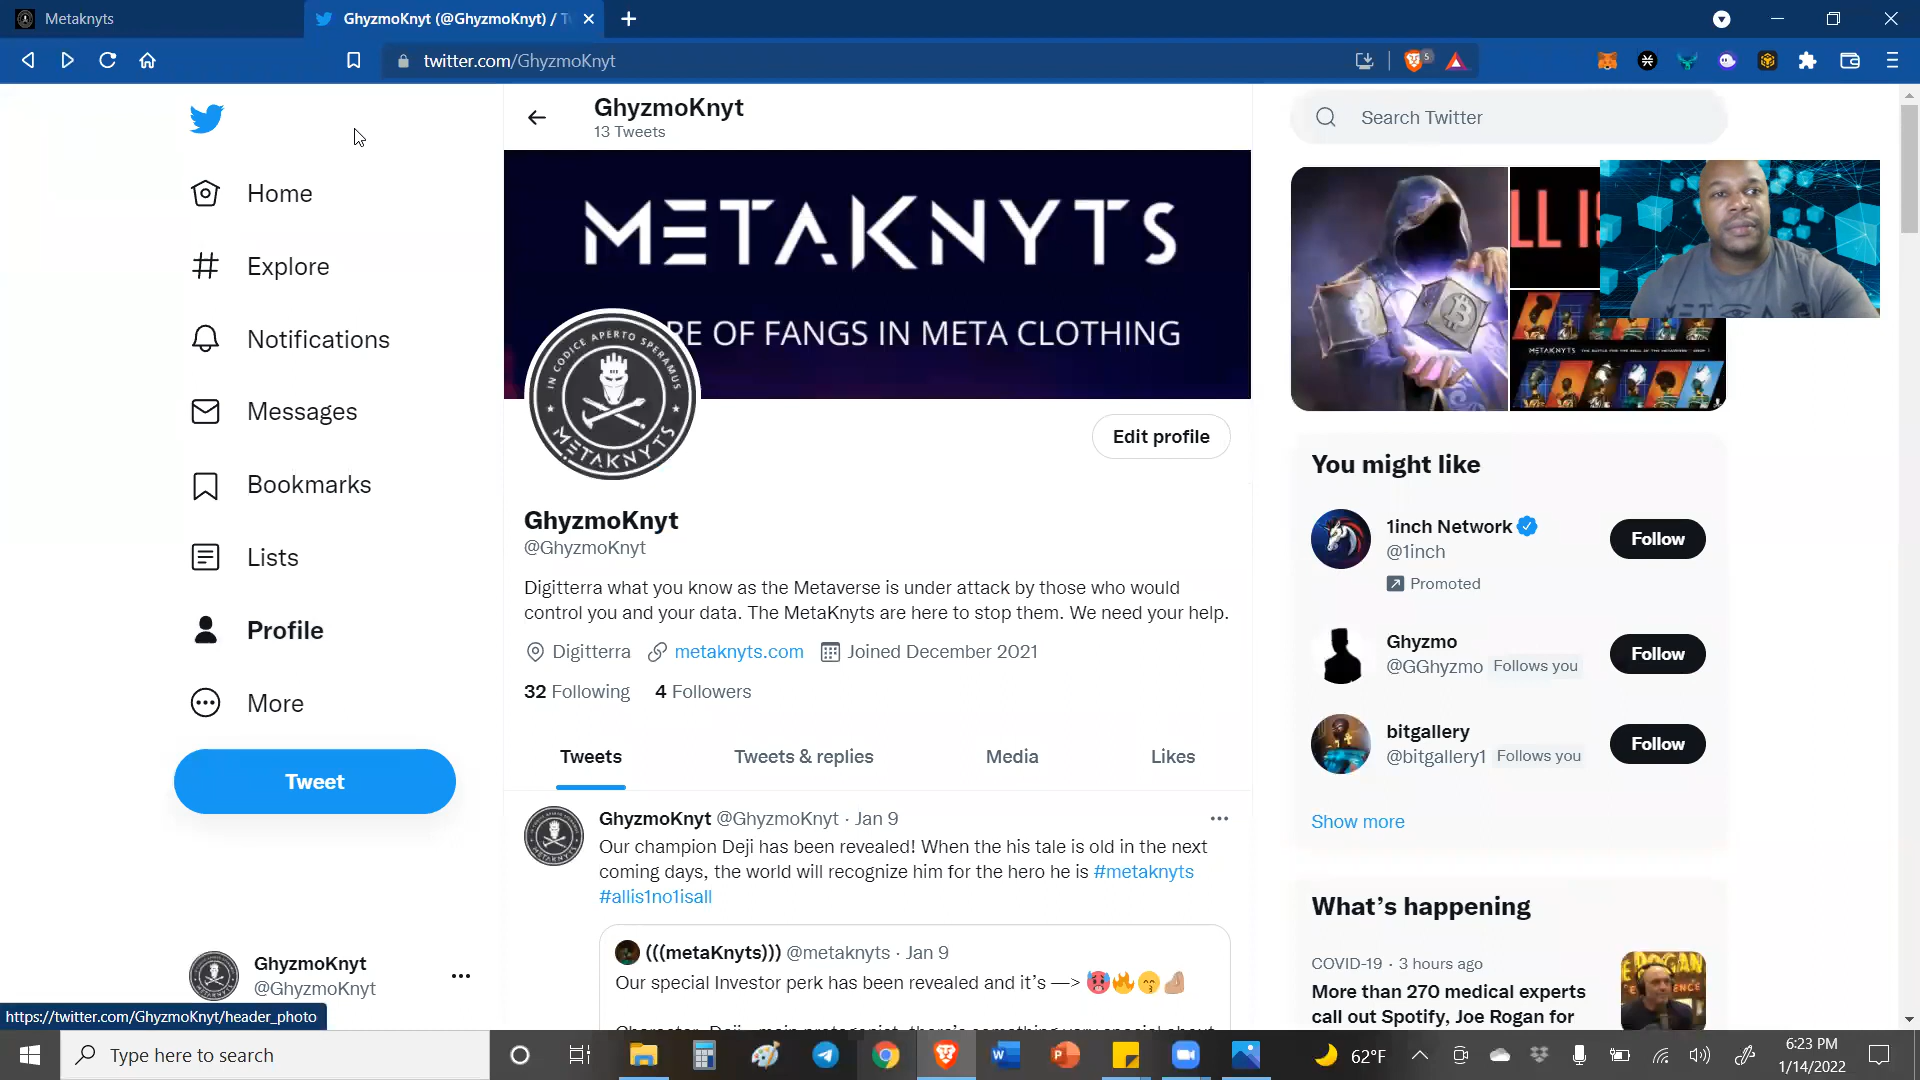 Metaknyts
GhyzmoKnyt (@GhyzmoKnyt) / T
twitter.com/GhyzmoKnyt
5
GhyzmoKnyt
13 Tweets
Search Twitter
Home
Explore
Notifications
Messages
Bookmarks
Lists
Profile
More
Tweet
GhyzmoKnyt
@GhyzmoKnyt
METAKNYTS
RE OF FANGS IN META CLOTHING
IN CODICE APERTO SPERAMUS
METAKNYTS
Edit profile
GhyzmoKnyt
@GhyzmoKnyt
Digitterra what you know as the Metaverse is under attack by those who would
control you and your data. The MetaKnyts are here to stop them. We need your help.
Digitterra metaknyts.com Joined December 2021
32 Following 4 Followers
Tweets Tweets & replies Media Likes
GhyzmoKnyt @GhyzmoKnyt · Jan 9
Our champion Deji has been revealed! When the his tale is old in the next
coming days, the world will recognize him for the hero he is #metaknyts
#allis1no1isall
(((metaKnyts))) @metaknyts · Jan 9
Our special Investor perk has been revealed and it's —> 🥵🔥😙🤌🏼
LL IS
METAKNYTS
You might like
1inch Network
@1inch
Promoted
Follow
Ghyzmo
@GGhyzmo Follows you
Follow
bitgallery
@bitgallery1 Follows you
Follow
Show more
What's happening
COVID-19 · 3 hours ago
More than 270 medical experts
call out Spotify, Joe Rogan for
https://twitter.com/GhyzmoKnyt/header_photo
Type here to search
62°F
6:23 PM
1/14/2022